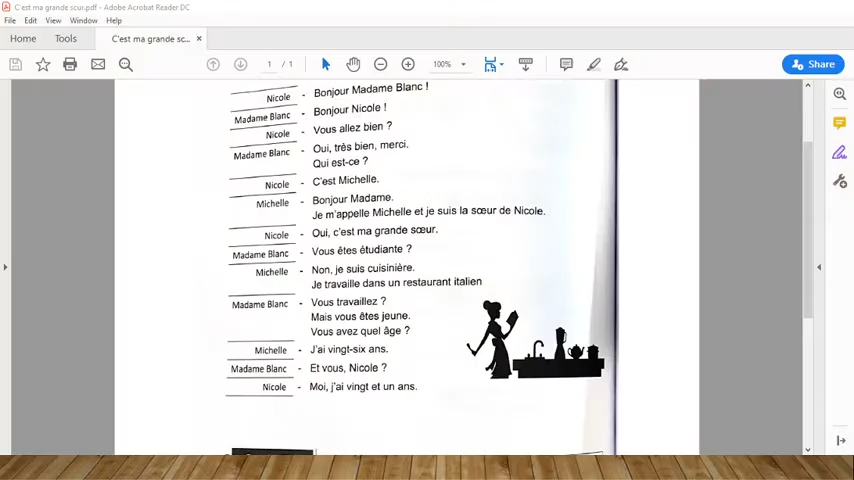 C'est ma grande scur.pdf - Adobe Acrobat Reader DC
File Edit View Window Help
Home Tools C'est ma grande sc... ×
1 / 1 100% Share
Nicole - Bonjour Madame Blanc !
Madame Blanc - Bonjour Nicole !
Nicole - Vous allez bien ?
Madame Blanc - Oui, très bien, merci.
Qui est-ce ?
Nicole - C'est Michelle.
Michelle - Bonjour Madame.
Je m'appelle Michelle et je suis la sœur de Nicole.
Nicole - Oui, c'est ma grande sœur.
Madame Blanc - Vous êtes étudiante ?
Michelle - Non, je suis cuisinière.
Je travaille dans un restaurant italien
Madame Blanc - Vous travaillez ?
Mais vous êtes jeune.
Vous avez quel âge ?
Michelle - J'ai vingt-six ans.
Madame Blanc - Et vous, Nicole ?
Nicole - Moi, j'ai vingt et un ans.